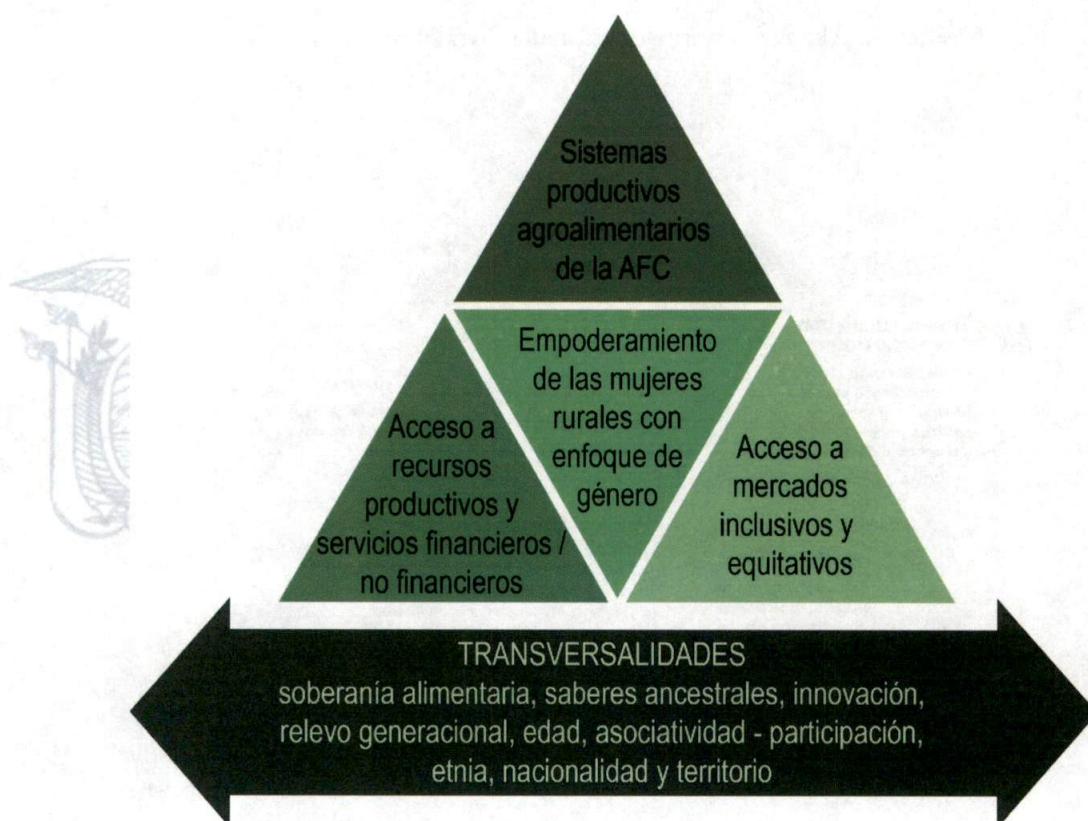 Sistemas
productivos
agroalimentarios
de la AFC
Empoderamiento
de las mujeres
rurales con
enfoque de
género
Acceso a
recursos
productivos y
servicios financieros /
no financieros
Acceso a
mercados
inclusivos y
equitativos
TRANSVERSALIDADES
soberanía alimentaria, saberes ancestrales, innovación,
relevo generacional, edad, asociatividad - participación,
etnia, nacionalidad y territorio